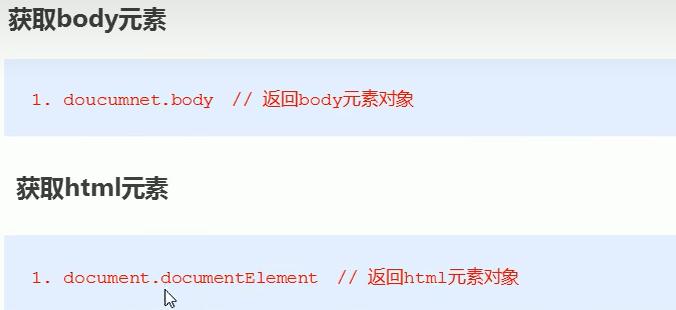 获取body元素
1. doucumnet.body // 返回body元素对象
获取html元素
1. document.documentElement // 返回html元素对象